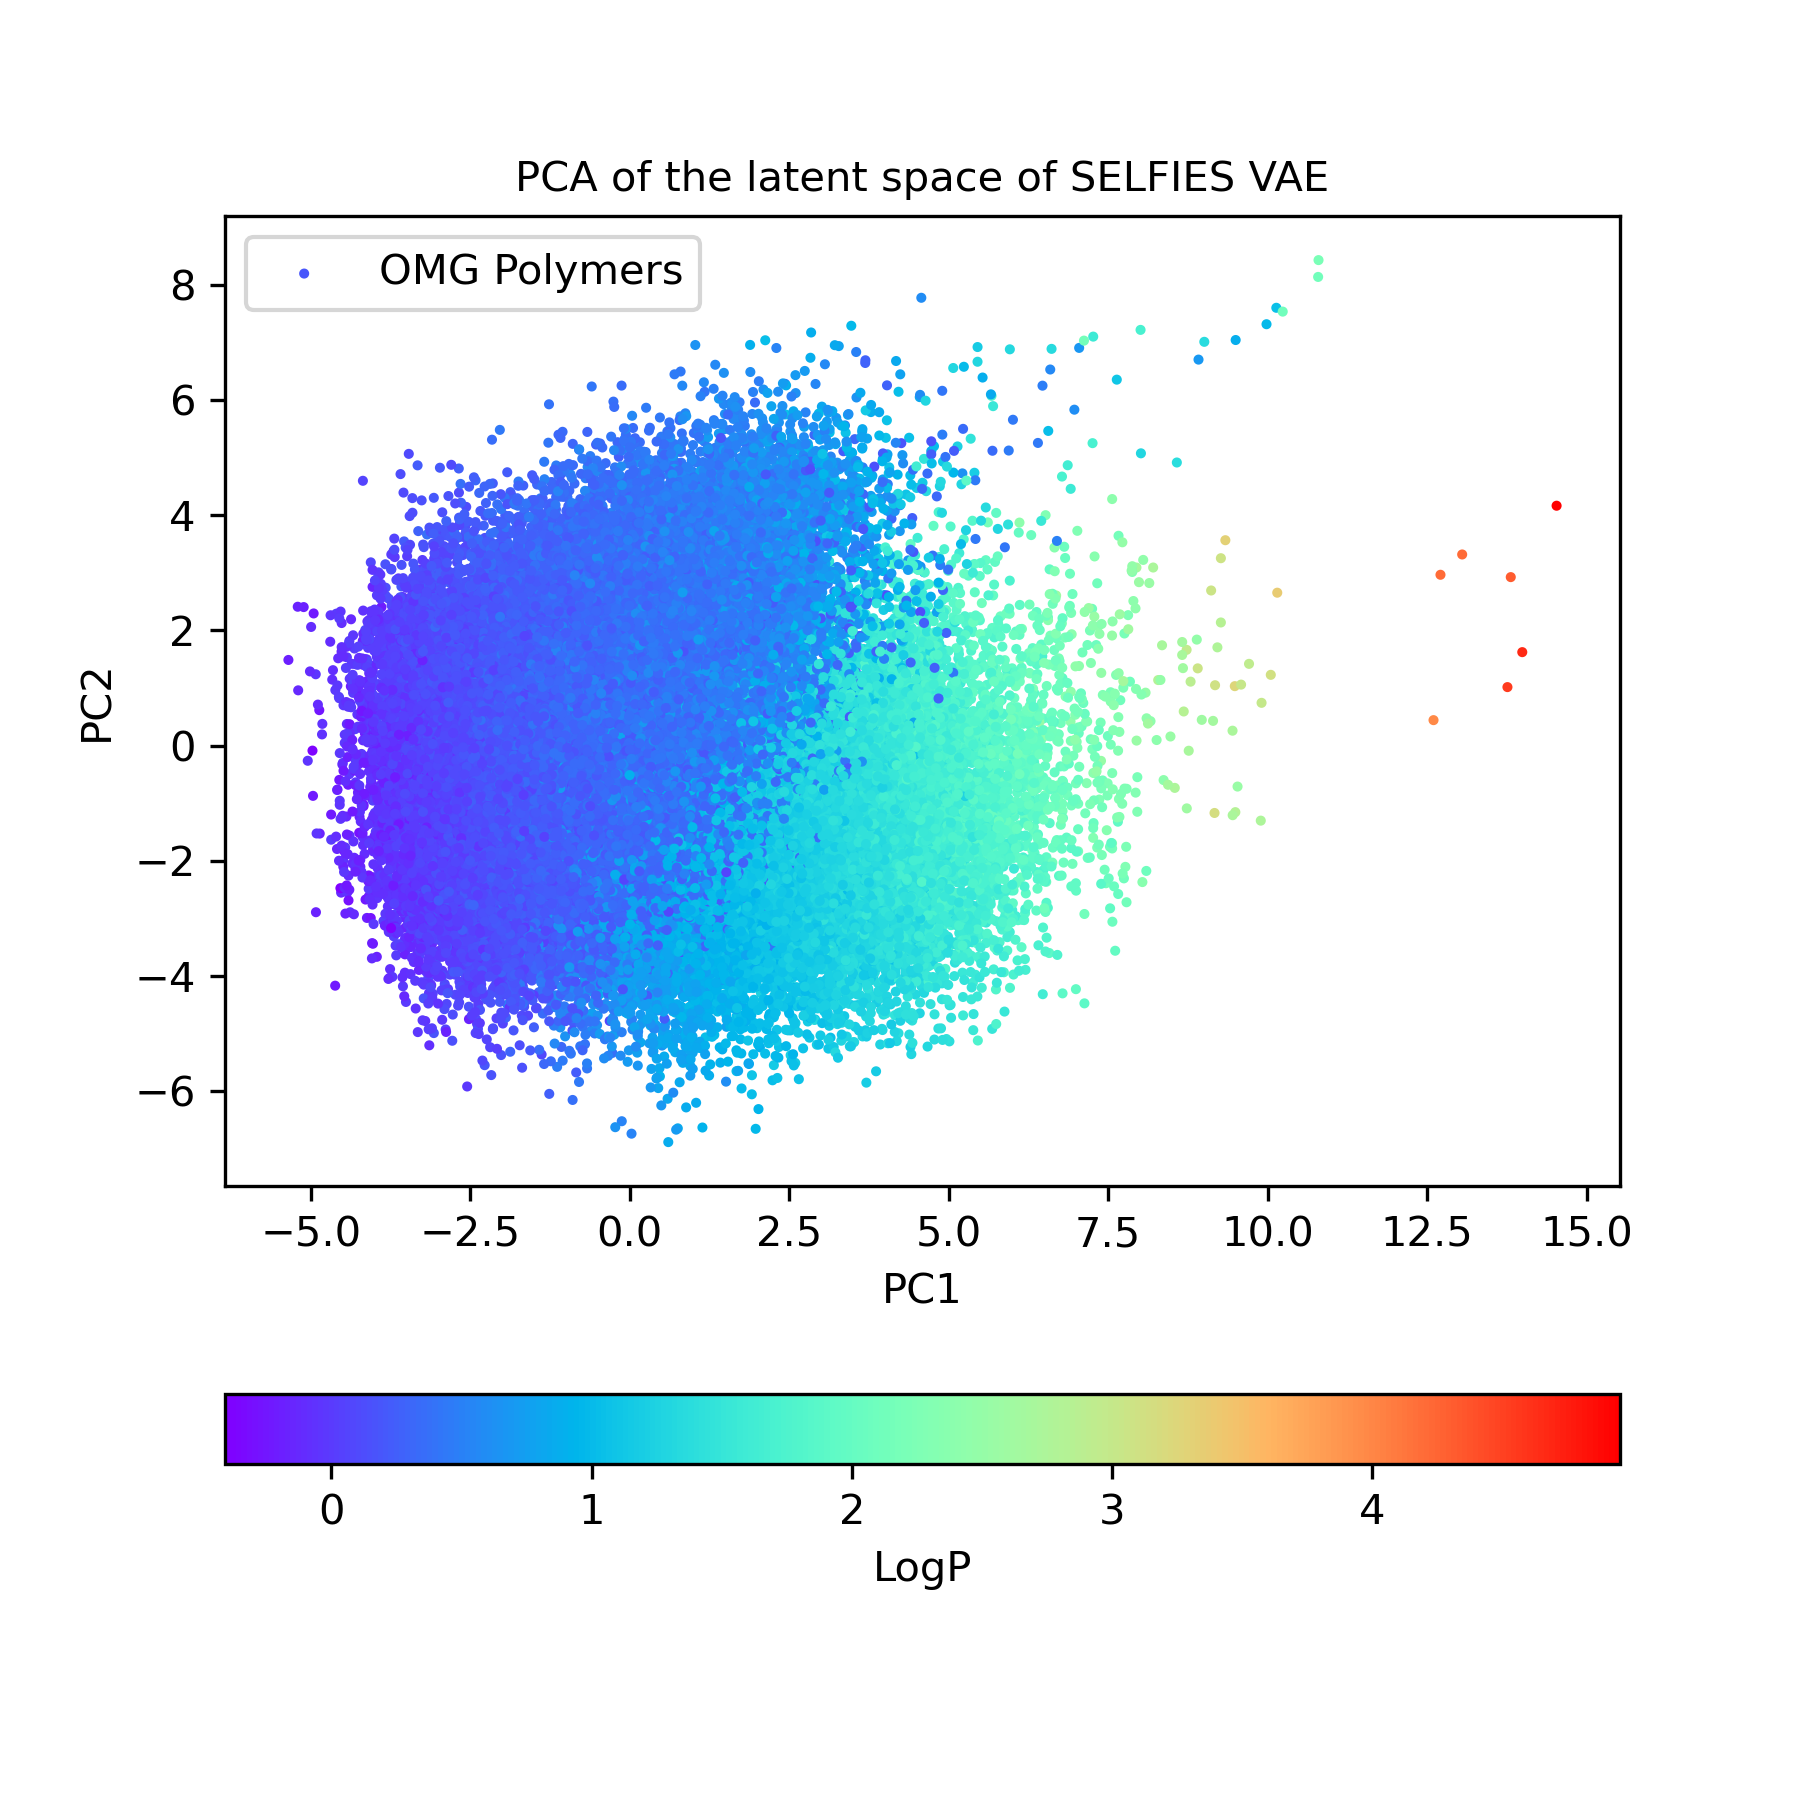 PCA of the latent space of SELFIES VAE
OMG Polymers
8
6
4
2
0
−2
−4
−6
PC2
−5.0 −2.5 0.0 2.5 5.0 7.5 10.0 12.5 15.0
PC1
0 1 2 3 4
LogP